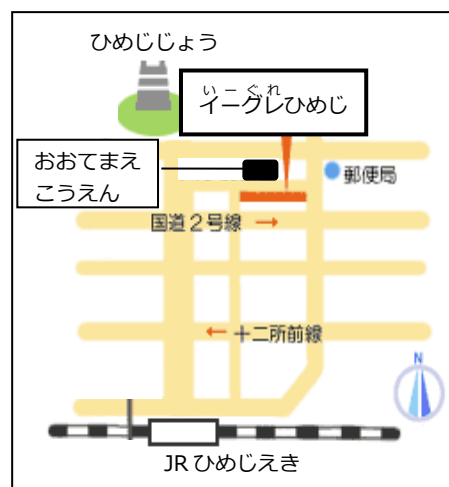 ひめじじょう
いーぐれ
イーグレひめじ
おおてまえ
こうえん
郵便局
国道2号線 →
← 十二所前線
N
JR ひめじえき